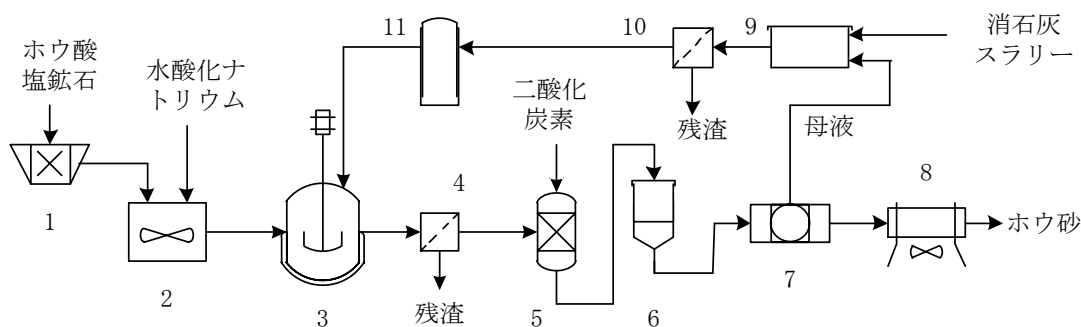 11
10
9
消石灰
スラリー
ホウ酸
塩鉱石
水酸化ナ
トリウム
二酸化
炭素
残渣
母液
1
4
8
ホウ砂
2
3
残渣
5
6
7